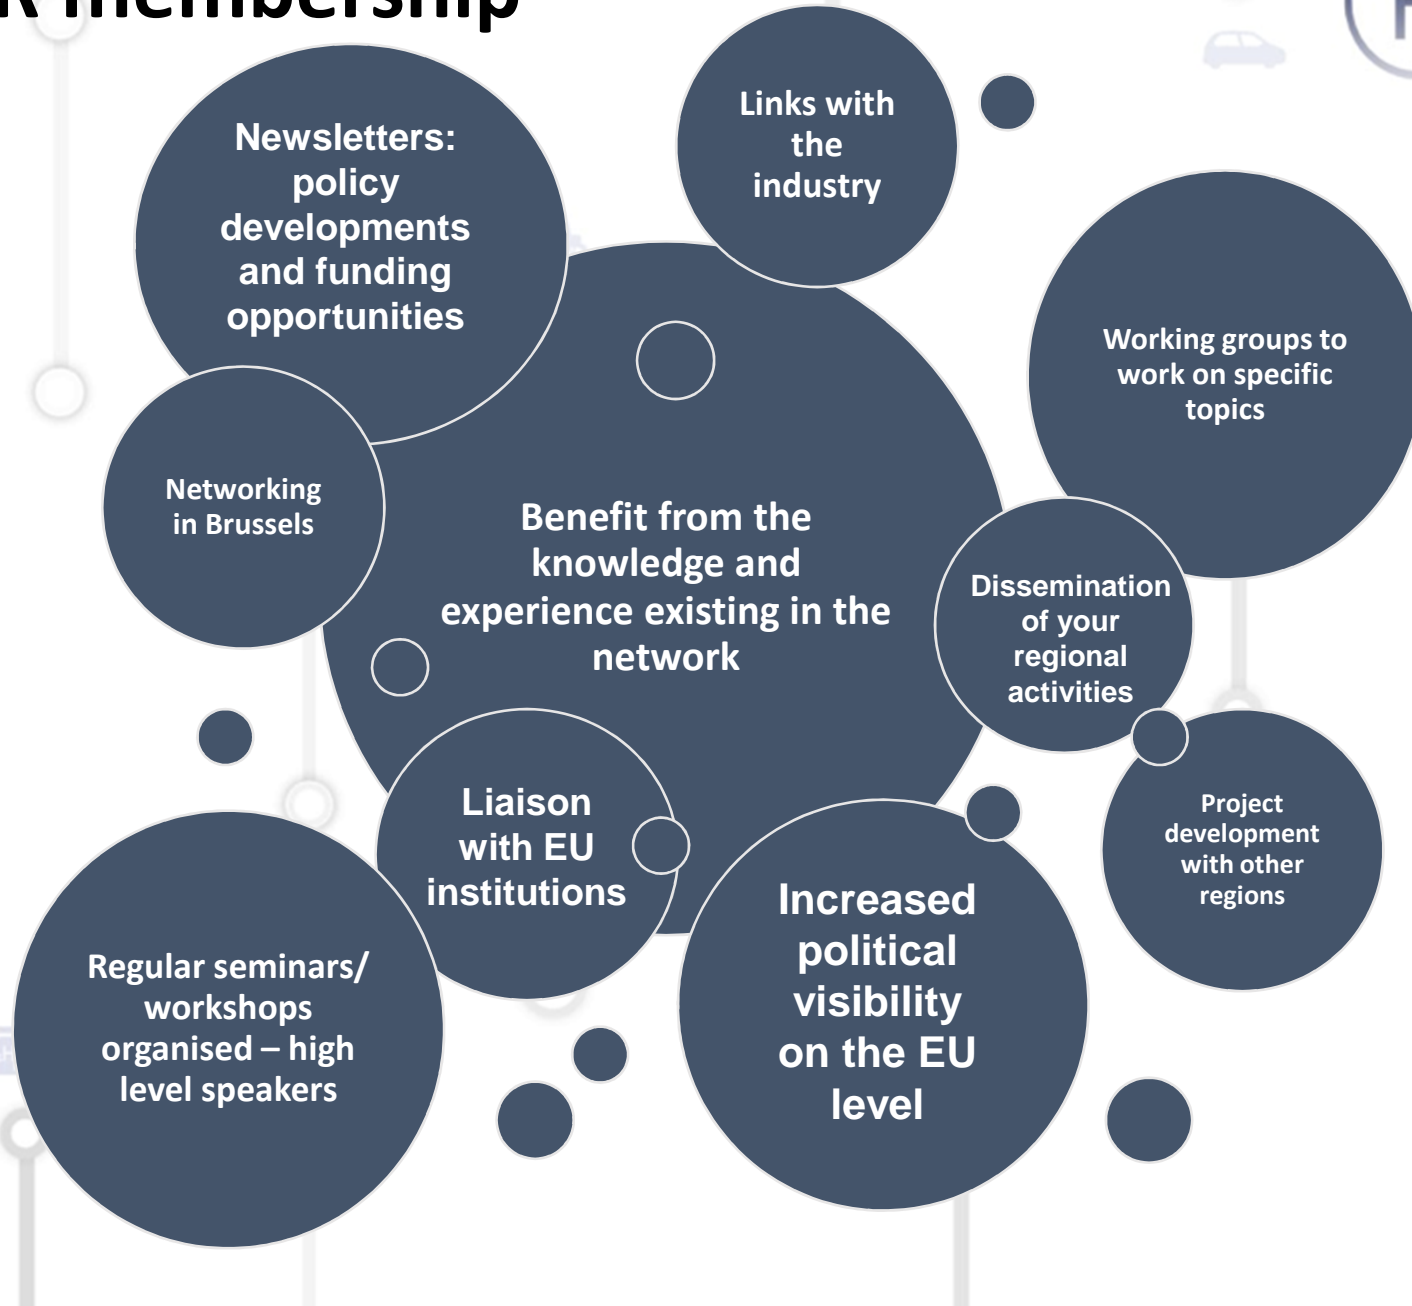 membership
Newsletters:
policy
developments
and funding
opportunities
Links with
the
industry
Working groups to
work on specific
topics
Networking
in Brussels
Benefit from the
knowledge and
experience existing in the
network
Dissemination
of your
regional
activities
Liaison
with EU
institutions
Project
development
with other
regions
Increased
political
visibility
on the EU
level
Regular seminars/
workshops
organised – high
level speakers